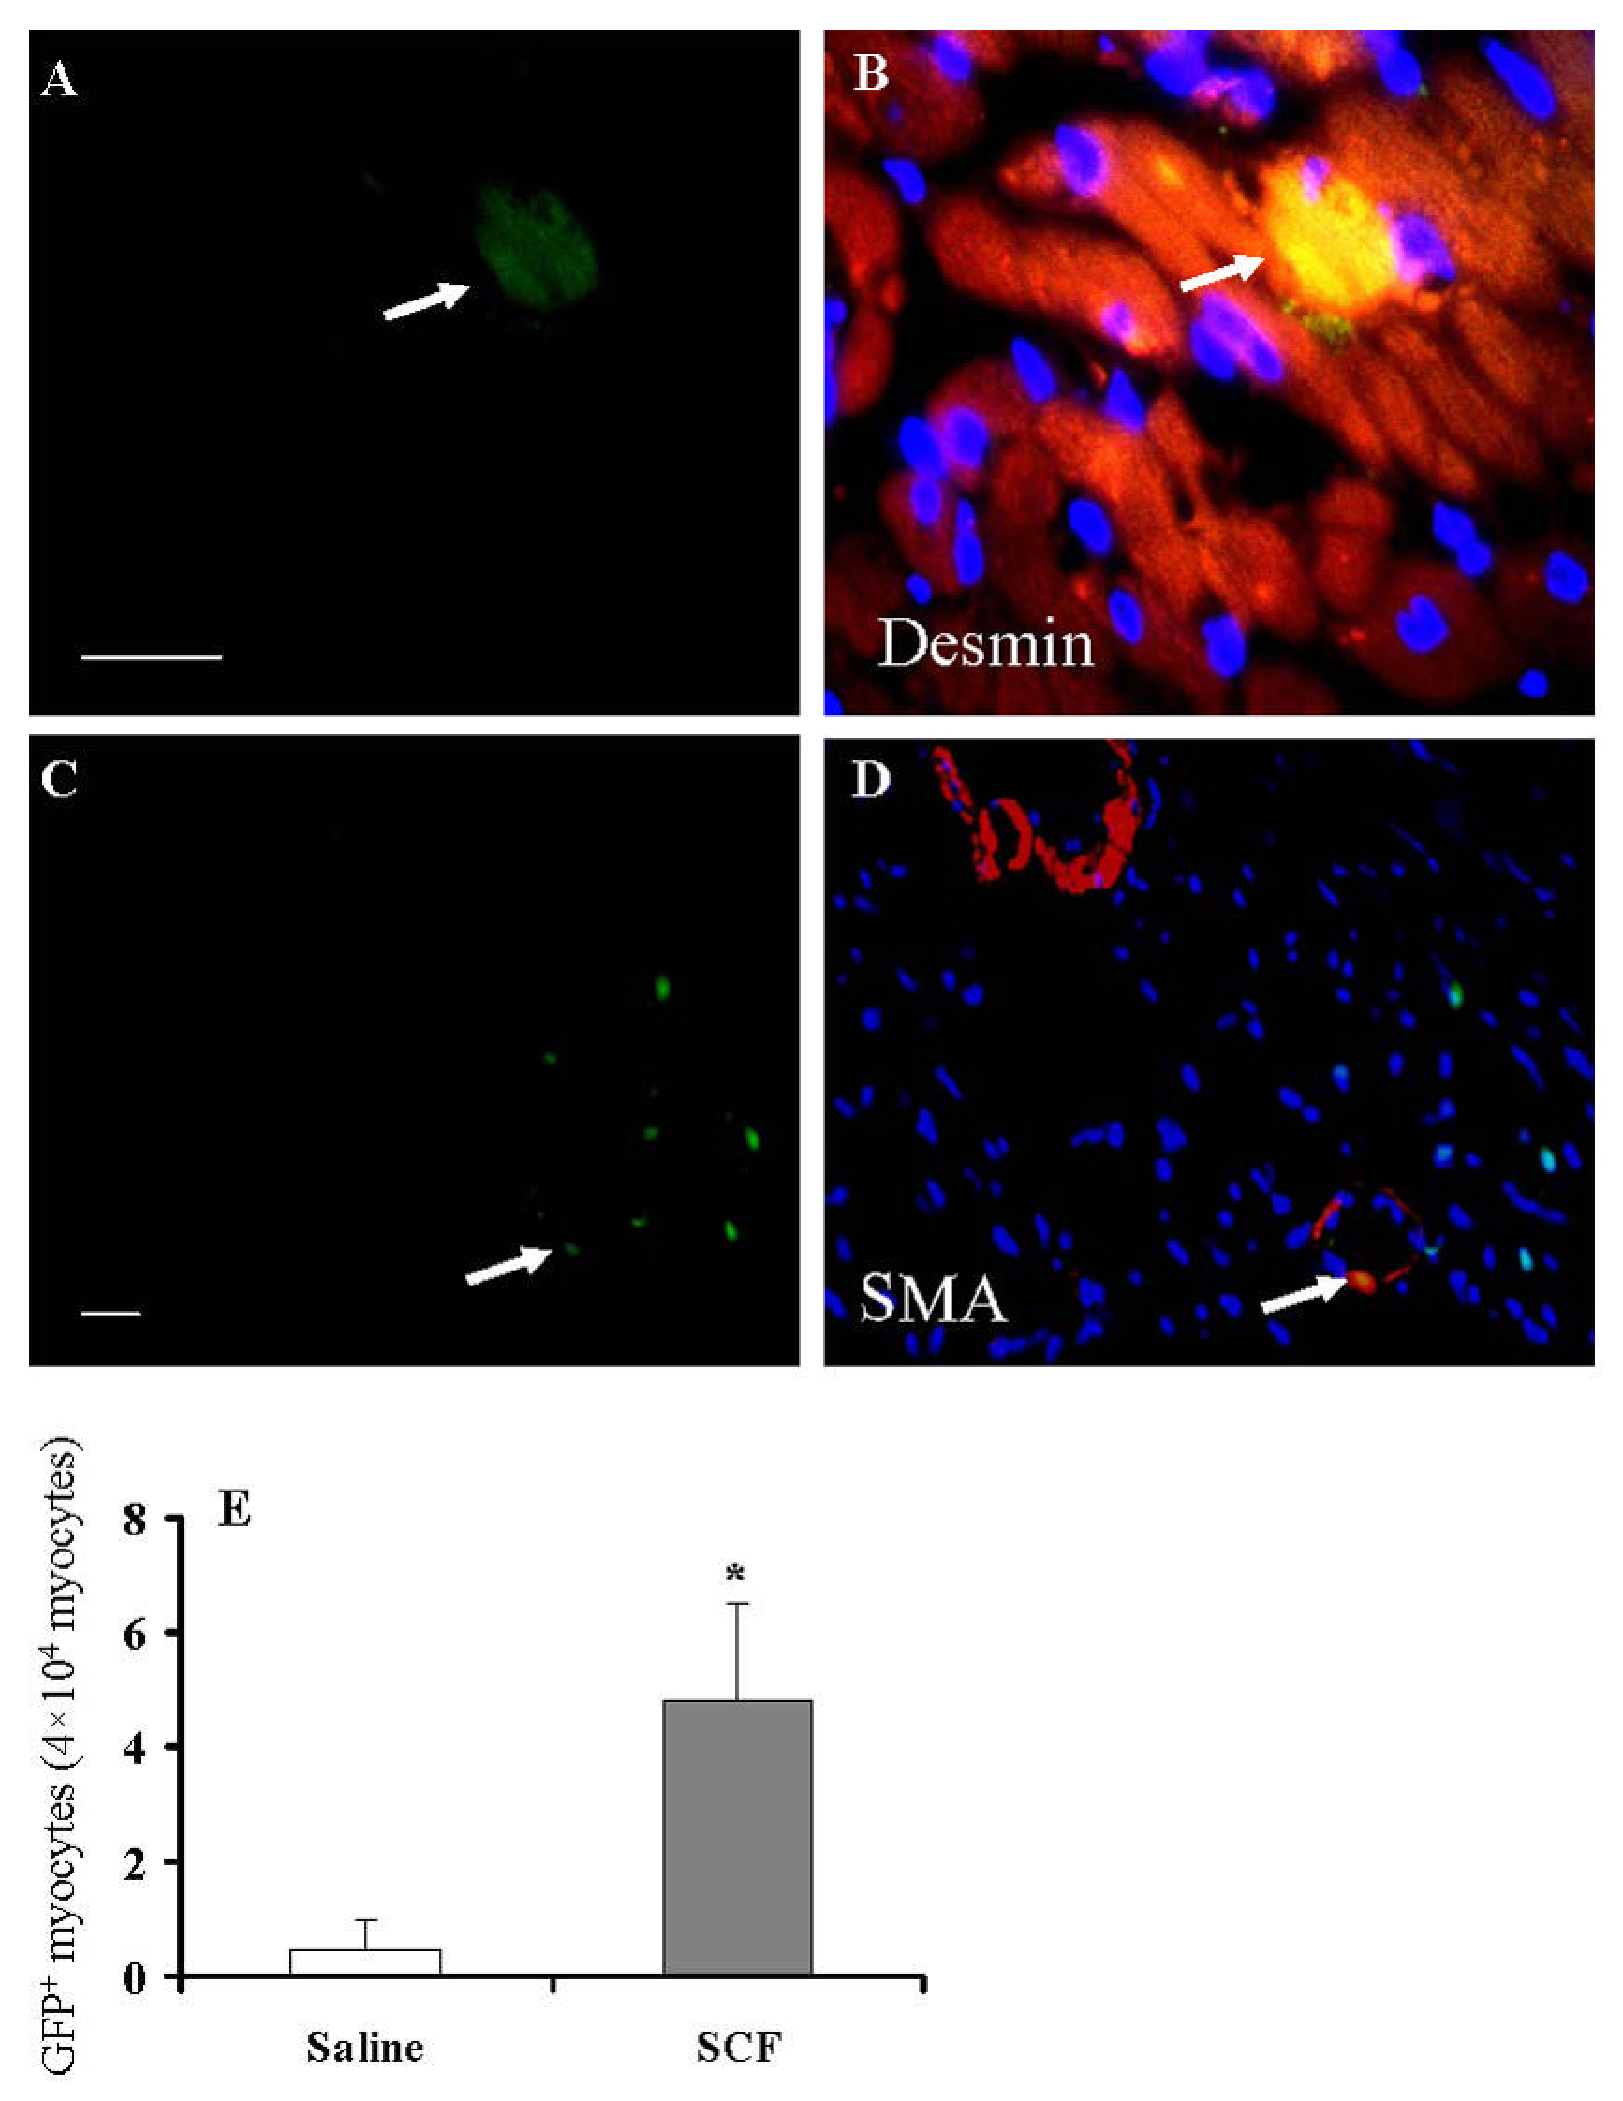 A
B
Desmin
C
D
SMA
E
GFP⁺ myocytes (4×10⁴ myocytes)
8
*
6
4
2
0
Saline
SCF